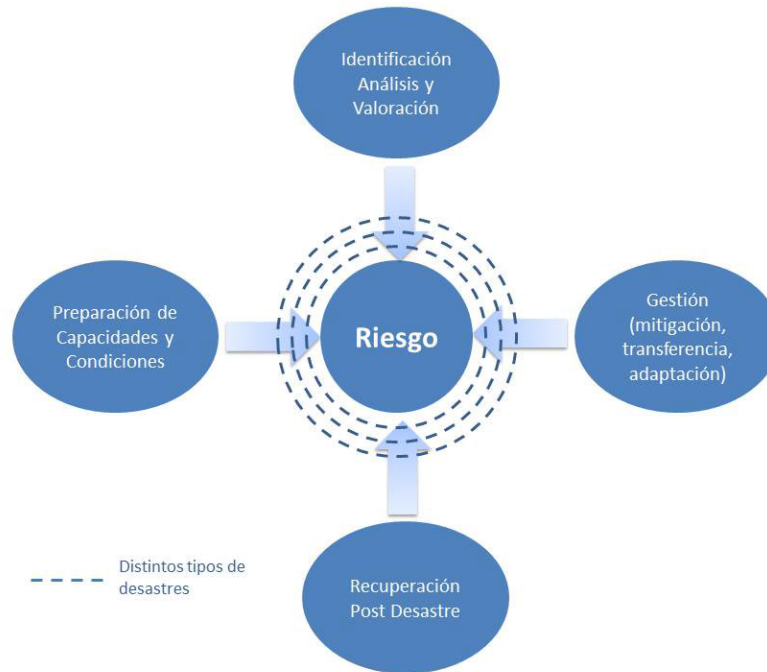 Identificación
Análisis y
Valoración
Preparación de
Capacidades y
Condiciones
Riesgo
Gestión
(mitigación,
transferencia,
adaptación)
Recuperación
Post Desastre
Distintos tipos de
desastres